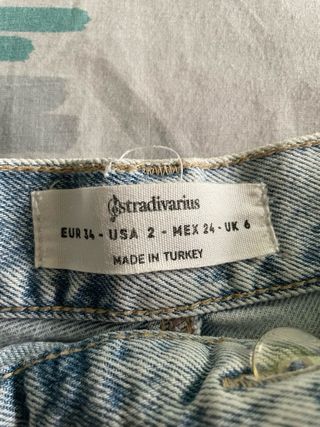 stradivarius
EUR 34 - USA 2 - MEX 24 - UK 6
MADE IN TURKEY